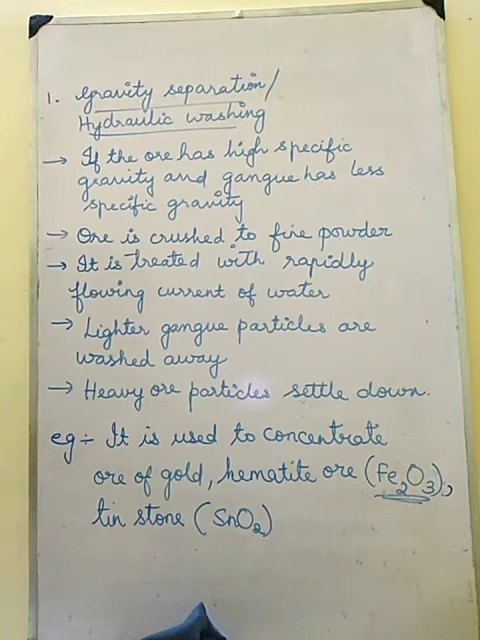 1. Gravity separation/
Hydraulic washing
→ If the ore has high specific
gravity and gangue has less
specific gravity
→ Ore is crushed to fine powder
→ It is treated with rapidly
flowing current of water
→ Lighter gangue particles are
washed away
→ Heavy ore particles settle down.
eg:- It is used to concentrate
ore of gold, hematite ore (Fe₂O₃),
tin stone (SnO₂)